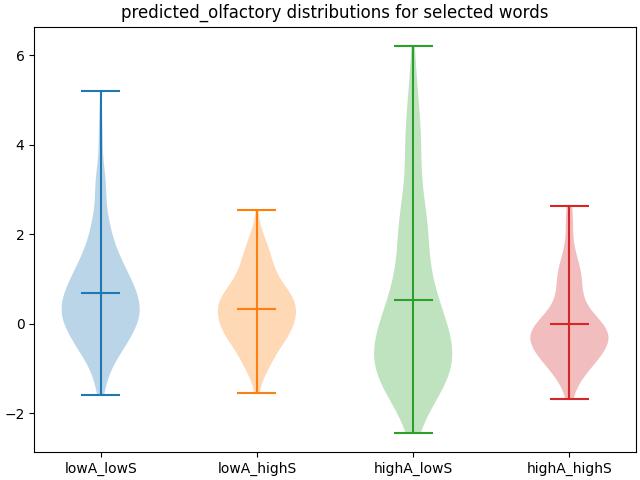 predicted_olfactory distributions for selected words
6
4
2
0
−2
lowA_lowS
lowA_highS
highA_lowS
highA_highS